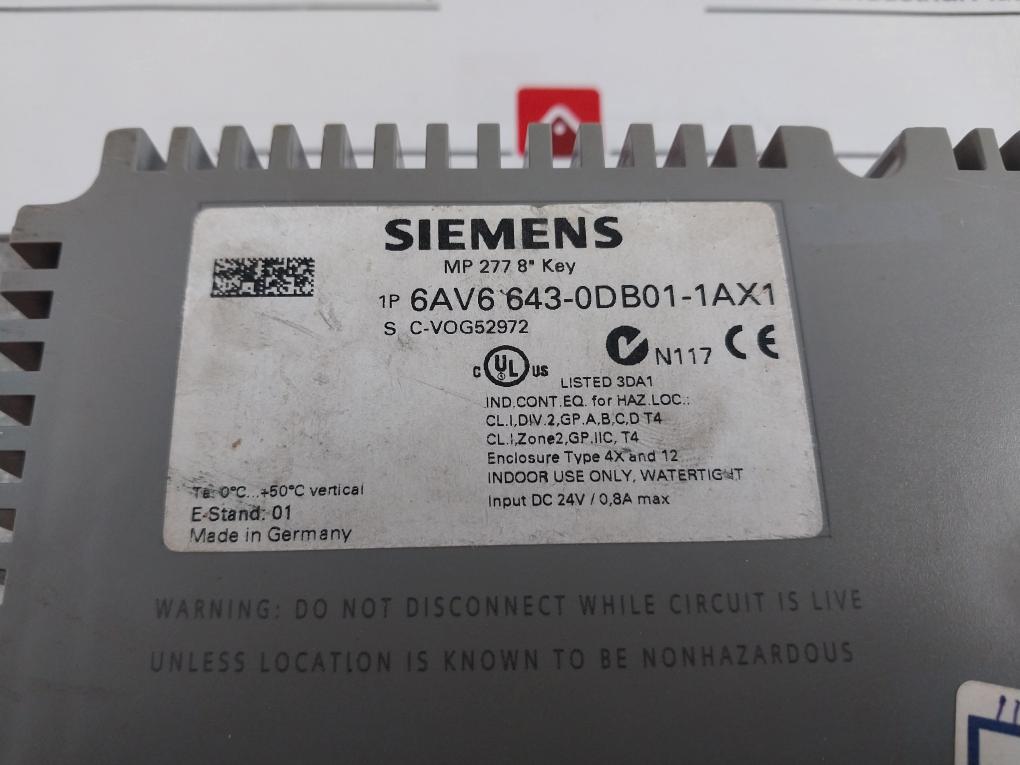 SIEMENS
MP 277 8" Key
1P 6AV6 643-0DB01-1AX1
S C-VOG52972
N117 CE
C UL US
LISTED 3DA1
IND.CONT.EQ. for HAZ.LOC.:
CL.I,DIV.2,GP.A,B,C,D T4
CL.I,Zone2,GP.IIC, T4
Enclosure Type 4X and 12
INDOOR USE ONLY, WATERTIGHT
Input DC 24V / 0,8A max
Ta: 0°C...+50°C vertical
E-Stand: 01
Made in Germany
WARNING: DO NOT DISCONNECT WHILE CIRCUIT IS LIVE
UNLESS LOCATION IS KNOWN TO BE NONHAZARDOUS